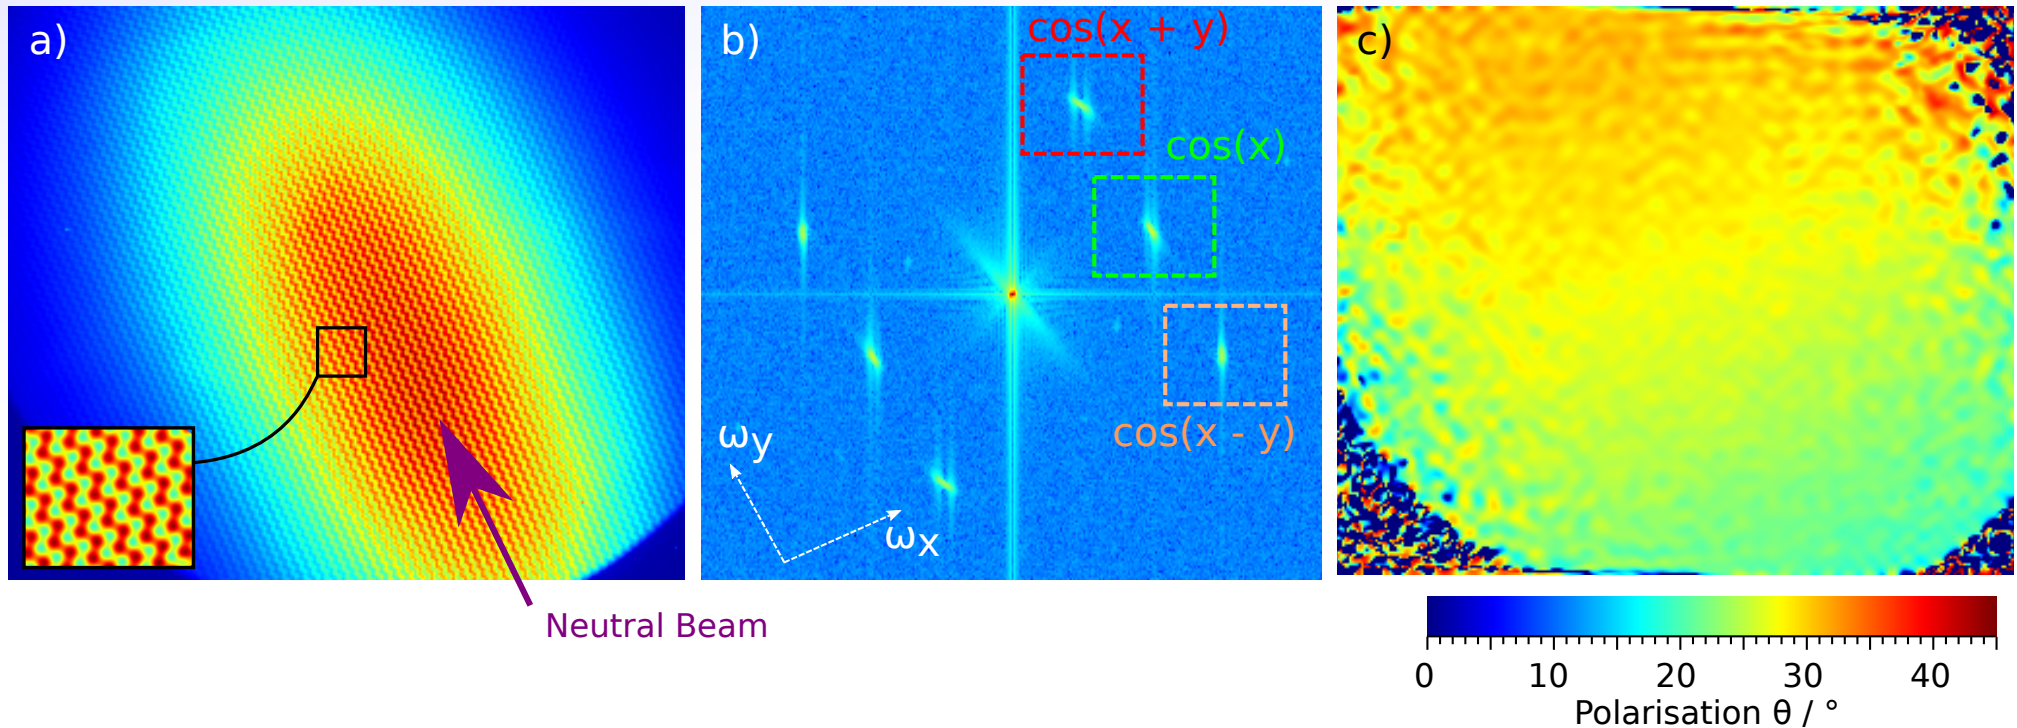 a)
Neutral Beam
b)
cos(x + y)
cos(x)
cos(x - y)
ωy
ωx
c)
0 10 20 30 40
Polarisation θ / °